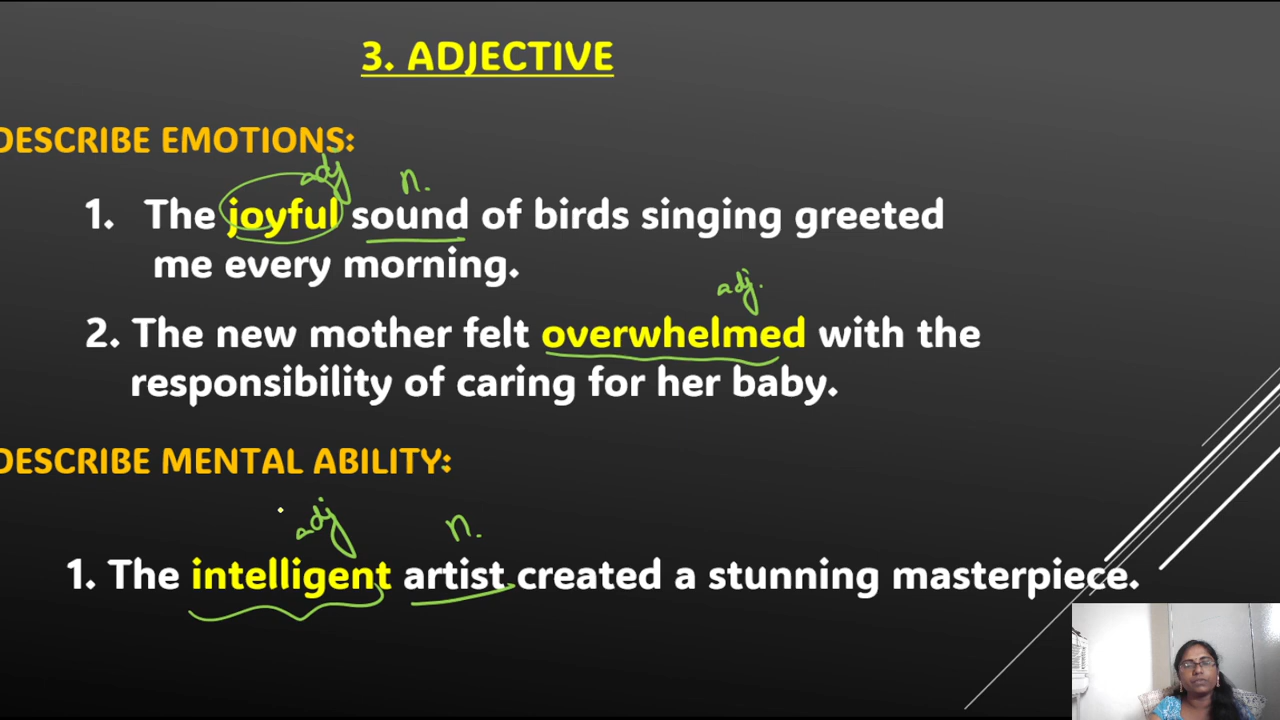 3. ADJECTIVE
DESCRIBE EMOTIONS:
adj n.
1. The joyful sound of birds singing greeted
me every morning.
adj.
2. The new mother felt overwhelmed with the
responsibility of caring for her baby.
DESCRIBE MENTAL ABILITY:
adj n.
1. The intelligent artist created a stunning masterpiece.